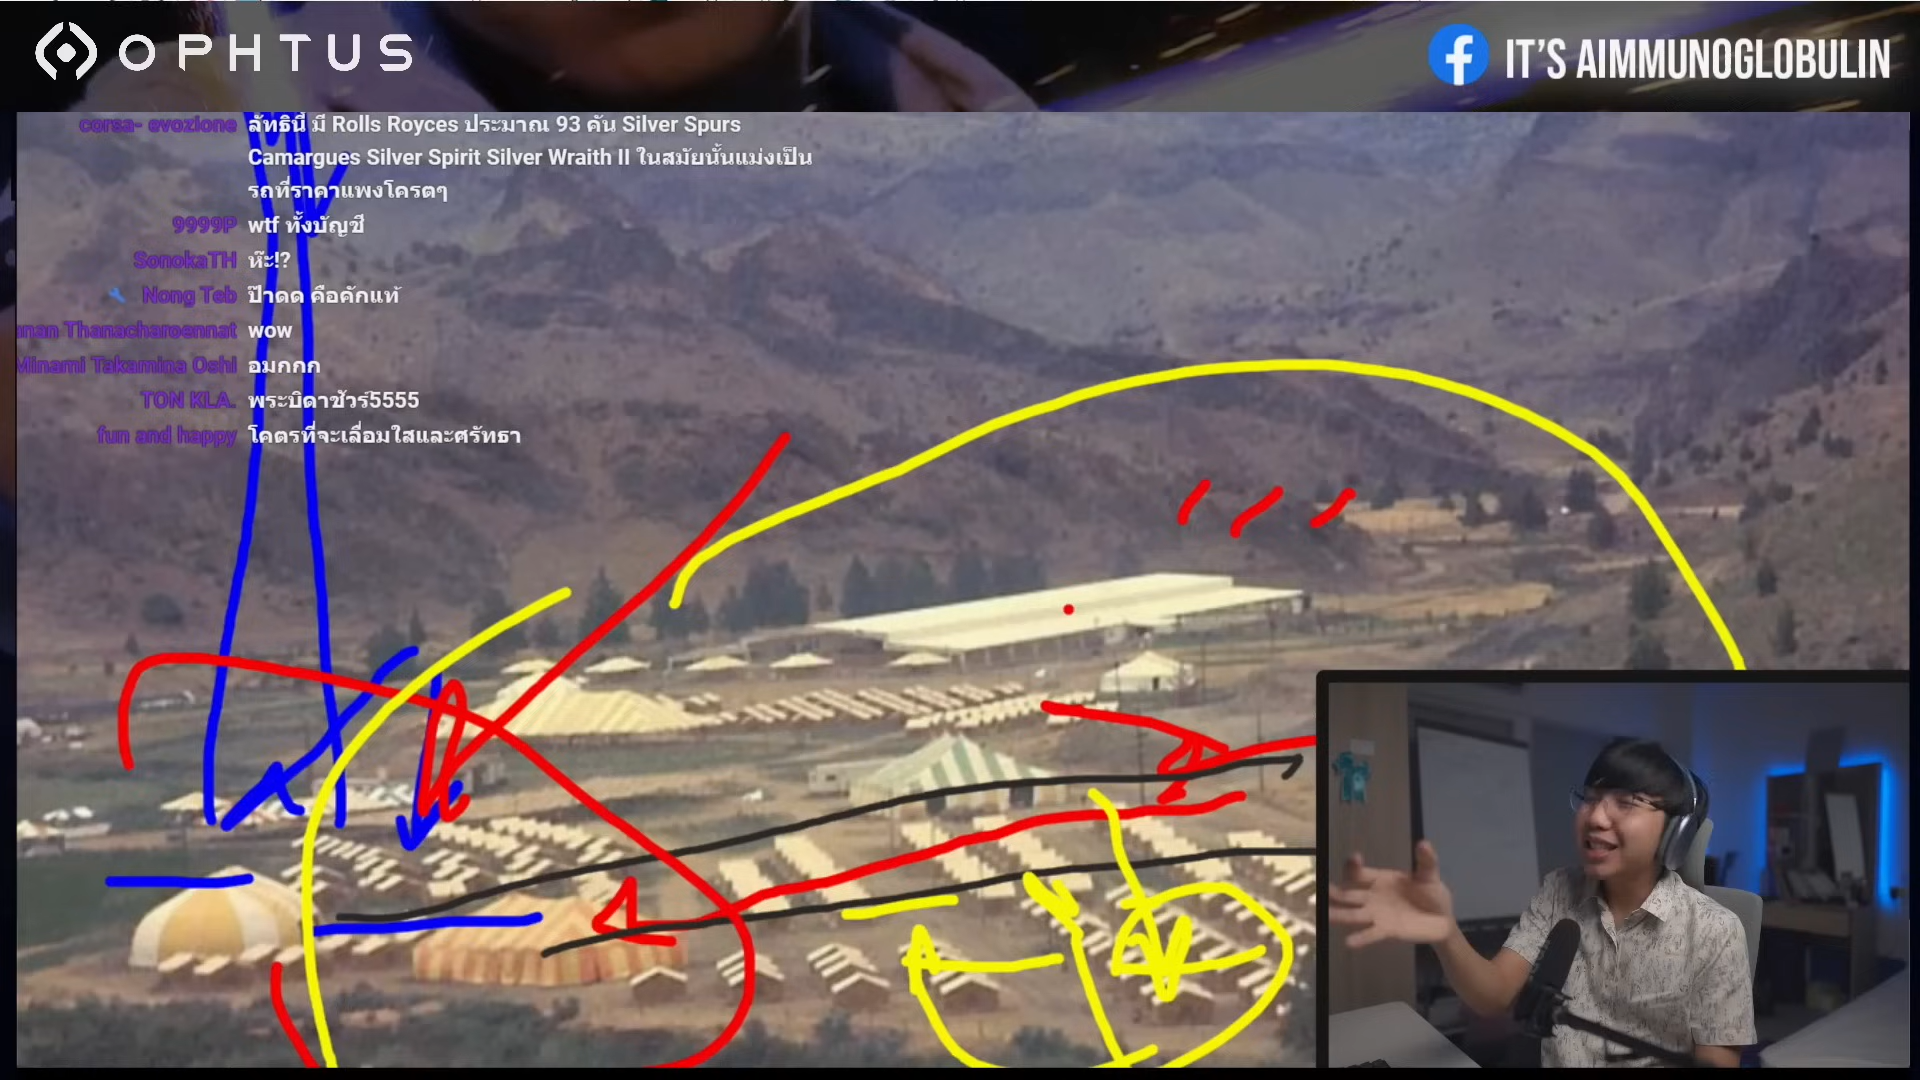 OPHTUS
IT'S AIMMUNOGLOBULIN
corsa- evozione ลัทธินี้ มี Rolls Royces ประมาณ 93 คัน Silver Spurs
Camargues Silver Spirit Silver Wraith II ในสมัยนั้นแม่งเป็น
รถที่ราคาแพงโครตๆ
9999P wtf ทั้งบัญชี
SonokaTH ห๊ะ!?
Nong Teb ป๊าดด คือคักแท้
anan Thanacharoennat wow
Minami Takamina Oshi อมกกก
TON KLA. พระบิดาชัวร์5555
fun and happy โคตรที่จะเลื่อมใสและศรัทธา